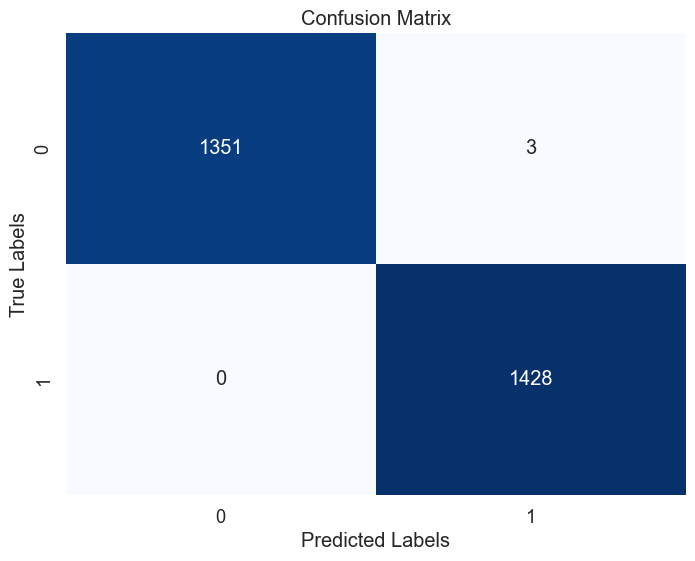 Confusion Matrix
True Labels
0
1351
3
1
0
1428
0
1
Predicted Labels